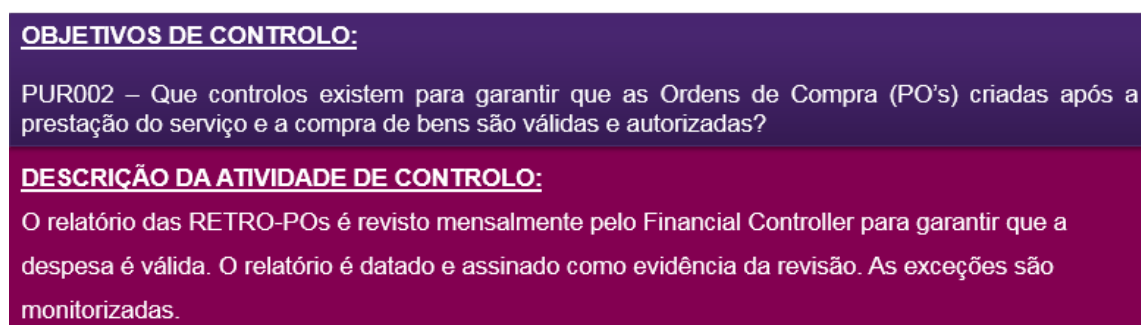 OBJETIVOS DE CONTROLO:
PUR002 – Que controlos existem para garantir que as Ordens de Compra (PO's) criadas após a
prestação do serviço e a compra de bens são válidas e autorizadas?
DESCRIÇÃO DA ATIVIDADE DE CONTROLO:
O relatório das RETRO-POs é revisto mensalmente pelo Financial Controller para garantir que a
despesa é válida. O relatório é datado e assinado como evidência da revisão. As exceções são
monitorizadas.